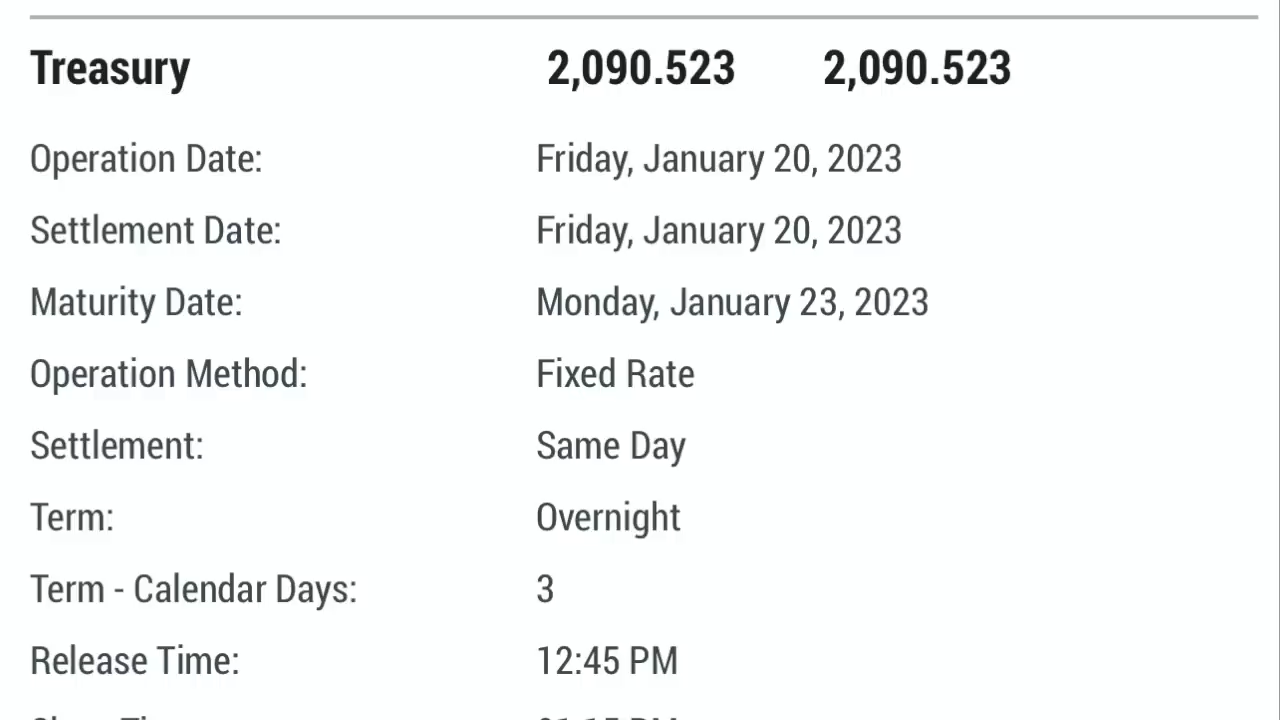 Treasury 2,090.523 2,090.523
Operation Date: Friday, January 20, 2023
Settlement Date: Friday, January 20, 2023
Maturity Date: Monday, January 23, 2023
Operation Method: Fixed Rate
Settlement: Same Day
Term: Overnight
Term - Calendar Days: 3
Release Time: 12:45 PM